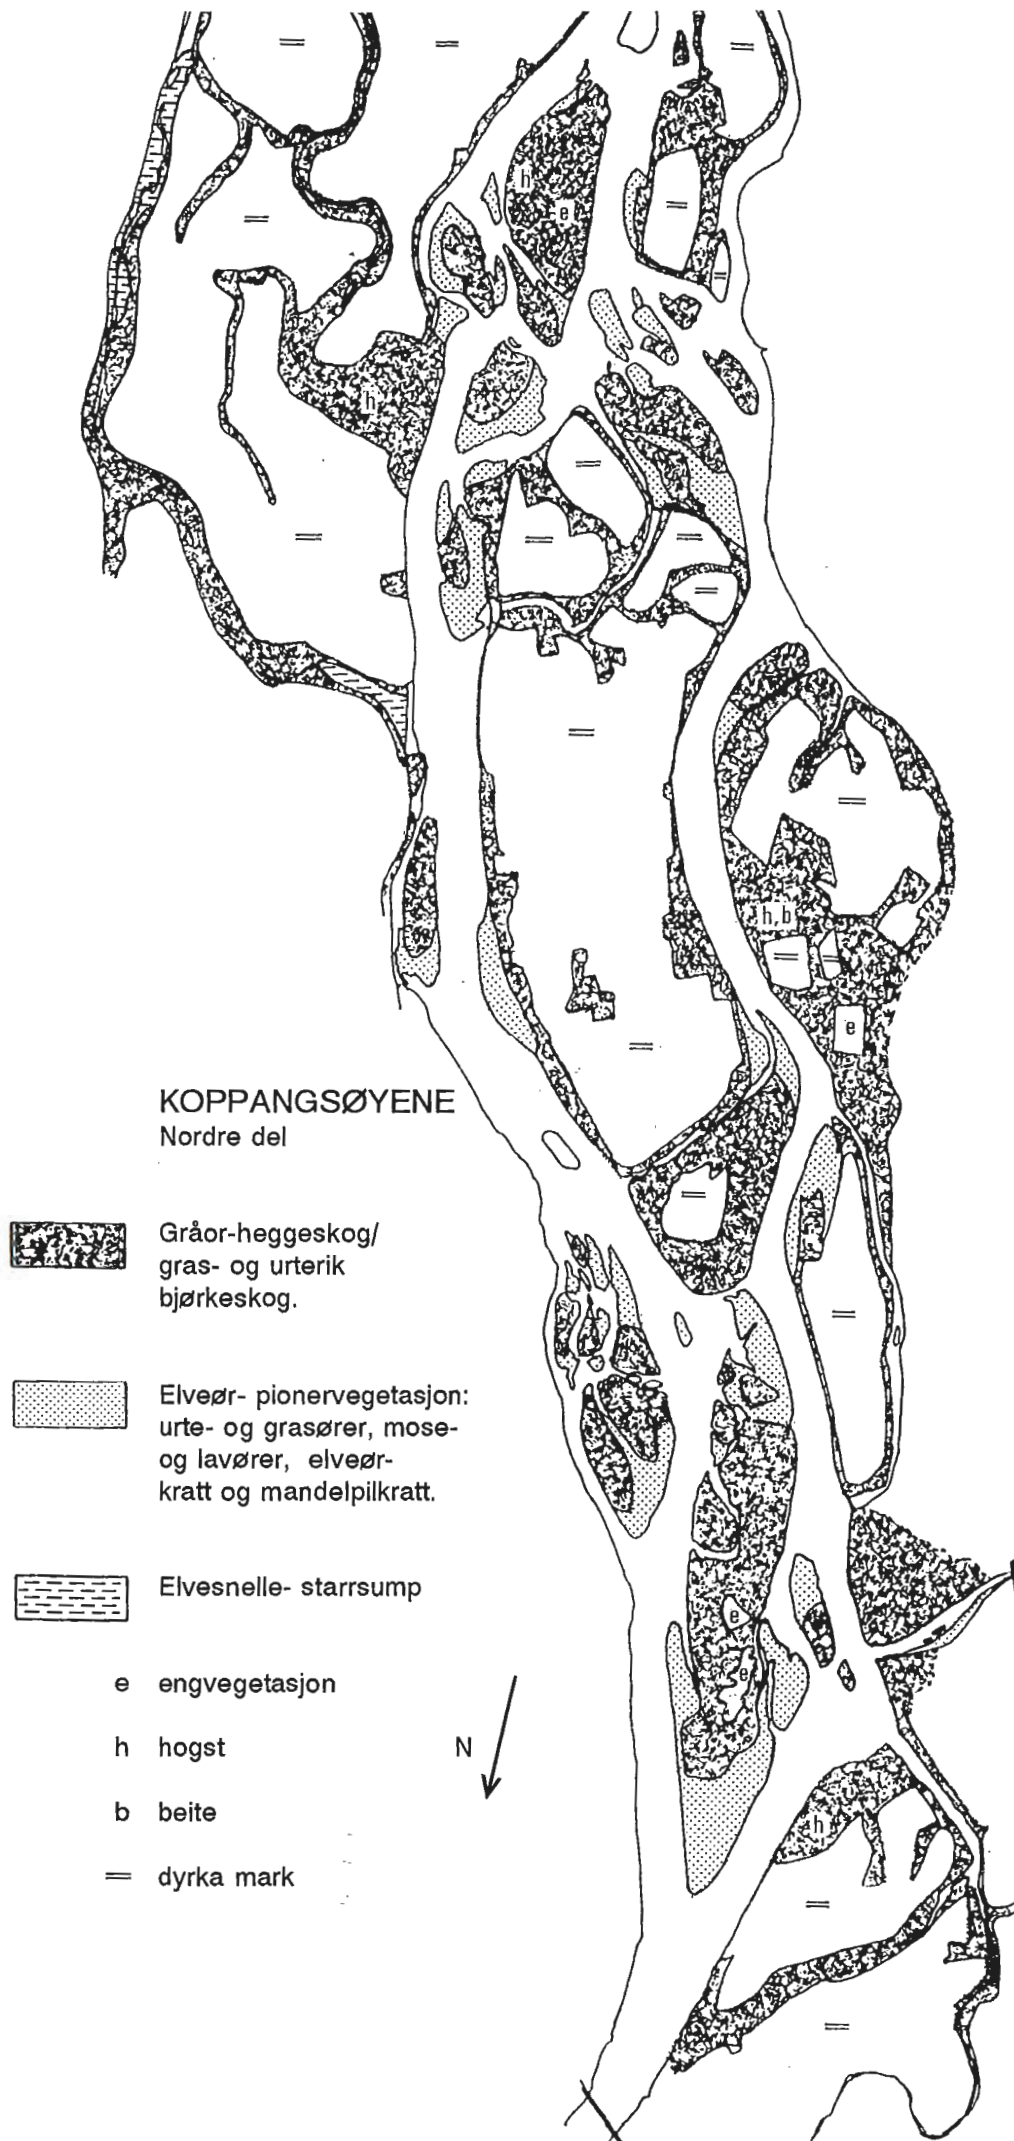 h
e
h
h,b
e
KOPPANGSØYENE
Nordre del
Gråor-heggeskog/
gras- og urterik
bjørkeskog.
Elveør- pionervegetasjon:
urte- og grasører, mose-
og lavører, elveør-
kratt og mandelpilkratt.
Elvesnelle- starrsump
e engvegetasjon
h hogst
b beite
= dyrka mark
N
e
e
h